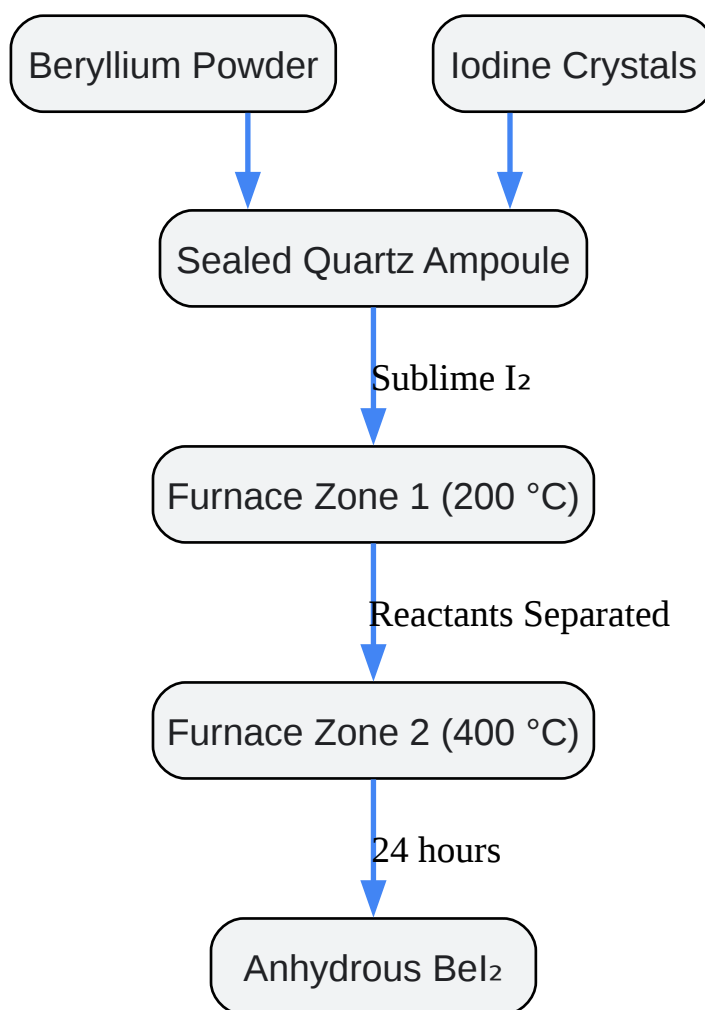 Beryllium Powder
Iodine Crystals
Sealed Quartz Ampoule
Sublime I₂
Furnace Zone 1 (200 °C)
Reactants Separated
Furnace Zone 2 (400 °C)
24 hours
Anhydrous BeI₂